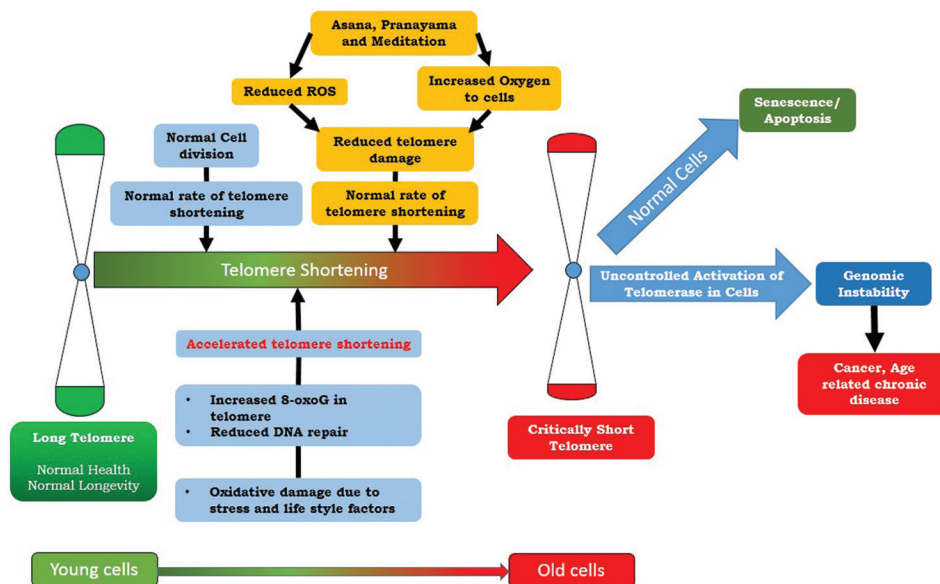 Asana, Pranayama
and Meditation
Reduced ROS
Increased Oxygen
to cells
Normal Cell
division
Reduced telomere
damage
Normal rate of telomere
shortening
Normal rate of
telomere shortening
Telomere Shortening
Accelerated telomere shortening
• Increased 8-oxoG in
telomere
• Reduced DNA repair
• Oxidative damage due to
stress and life style factors
Long Telomere
Normal Health
Normal Longevity
Critically Short
Telomere
Normal Cells
Senescence/
Apoptosis
Uncontrolled Activation of
Telomerase in Cells
Genomic
Instability
Cancer, Age
related chronic
disease
Young cells
Old cells